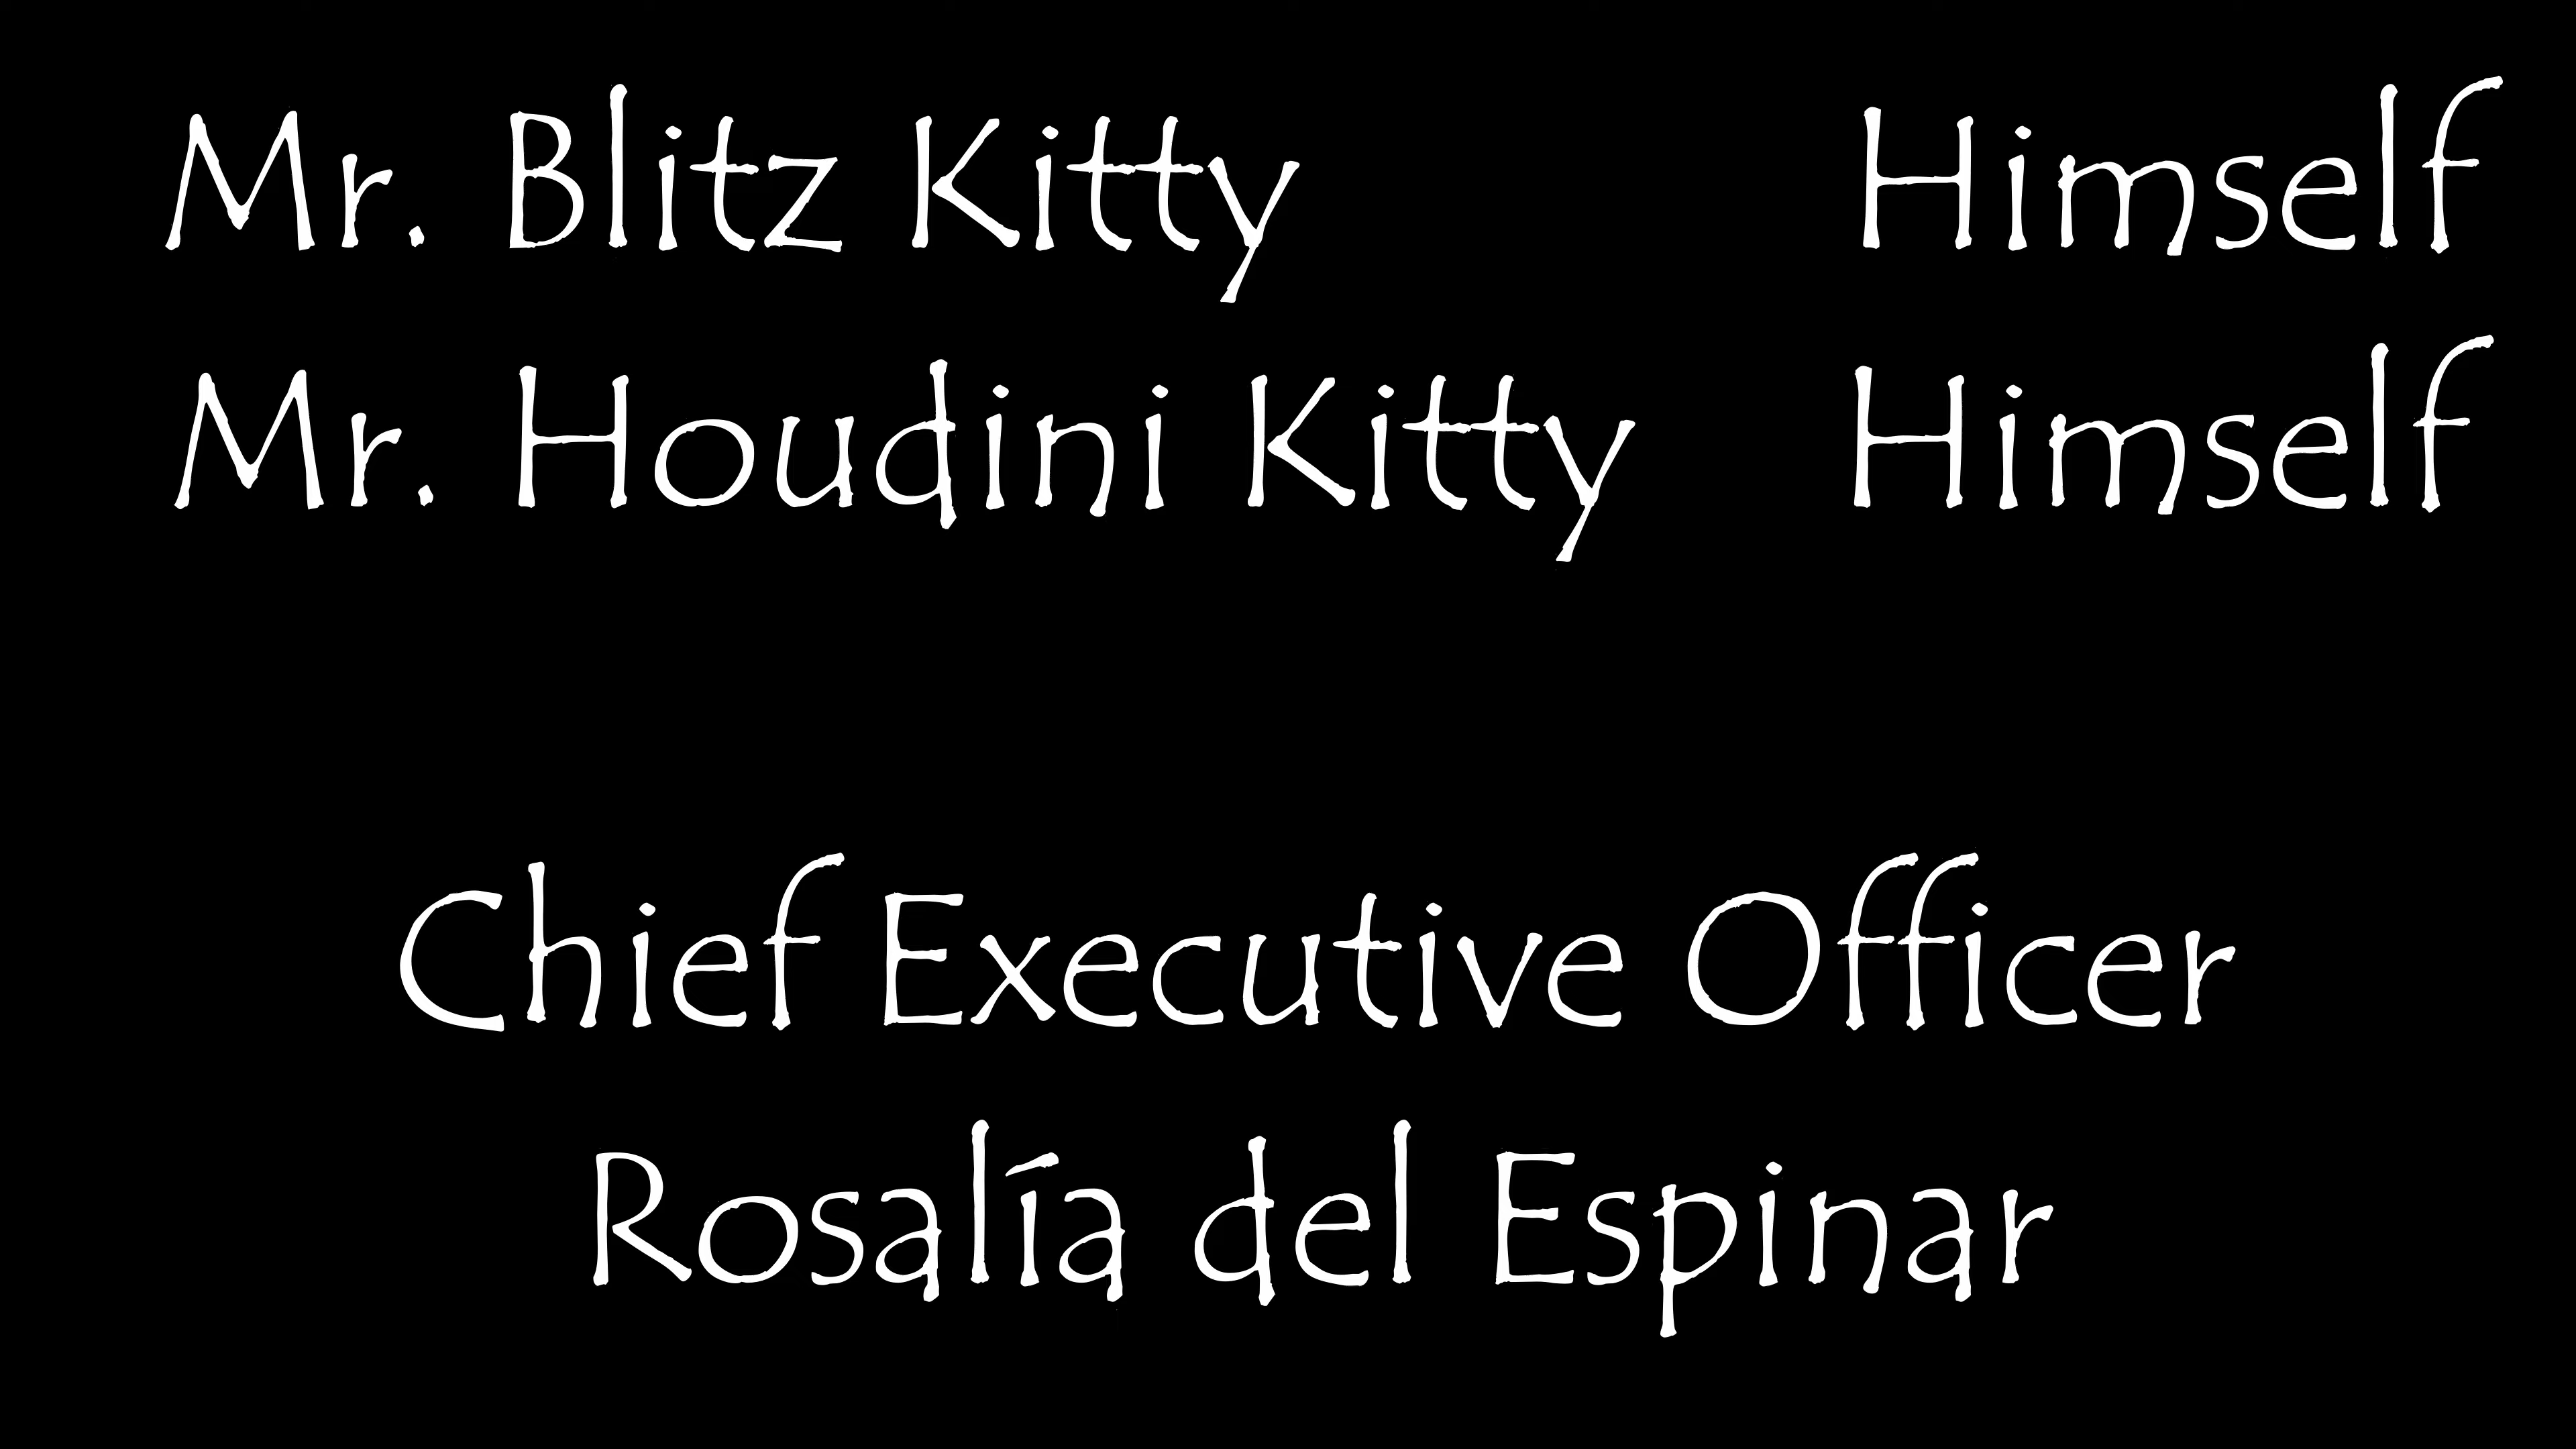 Mr. Blitz Kitty Himself
Mr. Houdini Kitty Himself
Chief Executive Officer
Rosalía del Espinar